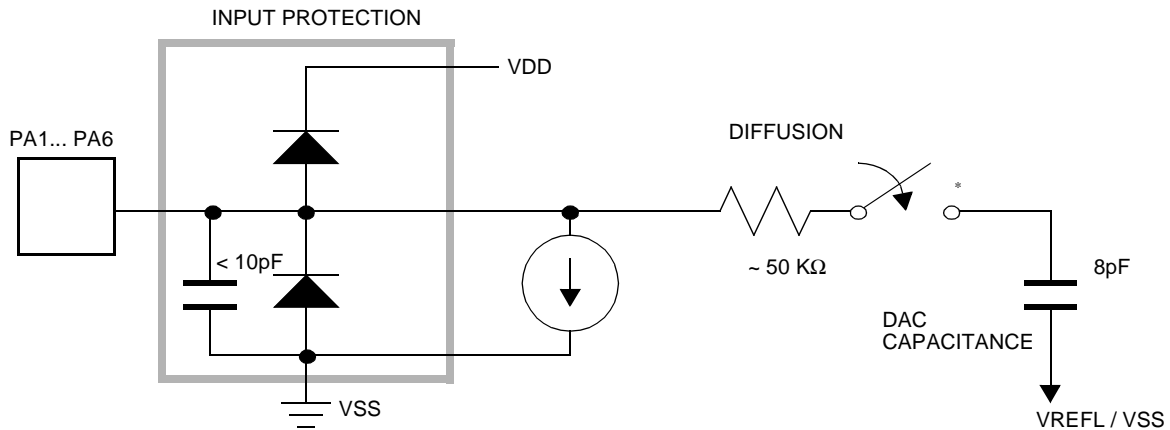 INPUT PROTECTION
VDD
PA1... PA6
DIFFUSION
*
< 10pF
~ 50 KΩ
8pF
DAC
CAPACITANCE
VSS
VREFL / VSS